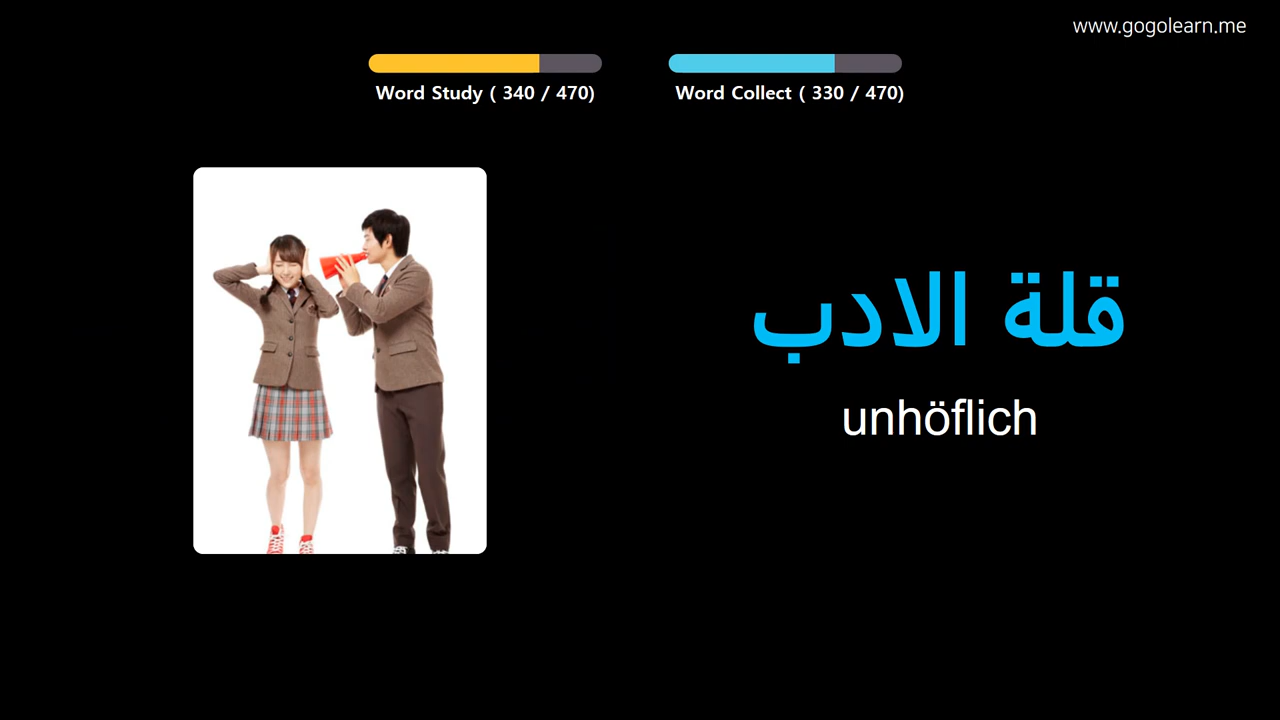 www.gogolearn.me
Word Study ( 340 / 470)
Word Collect ( 330 / 470)
قلة الادب
unhöflich